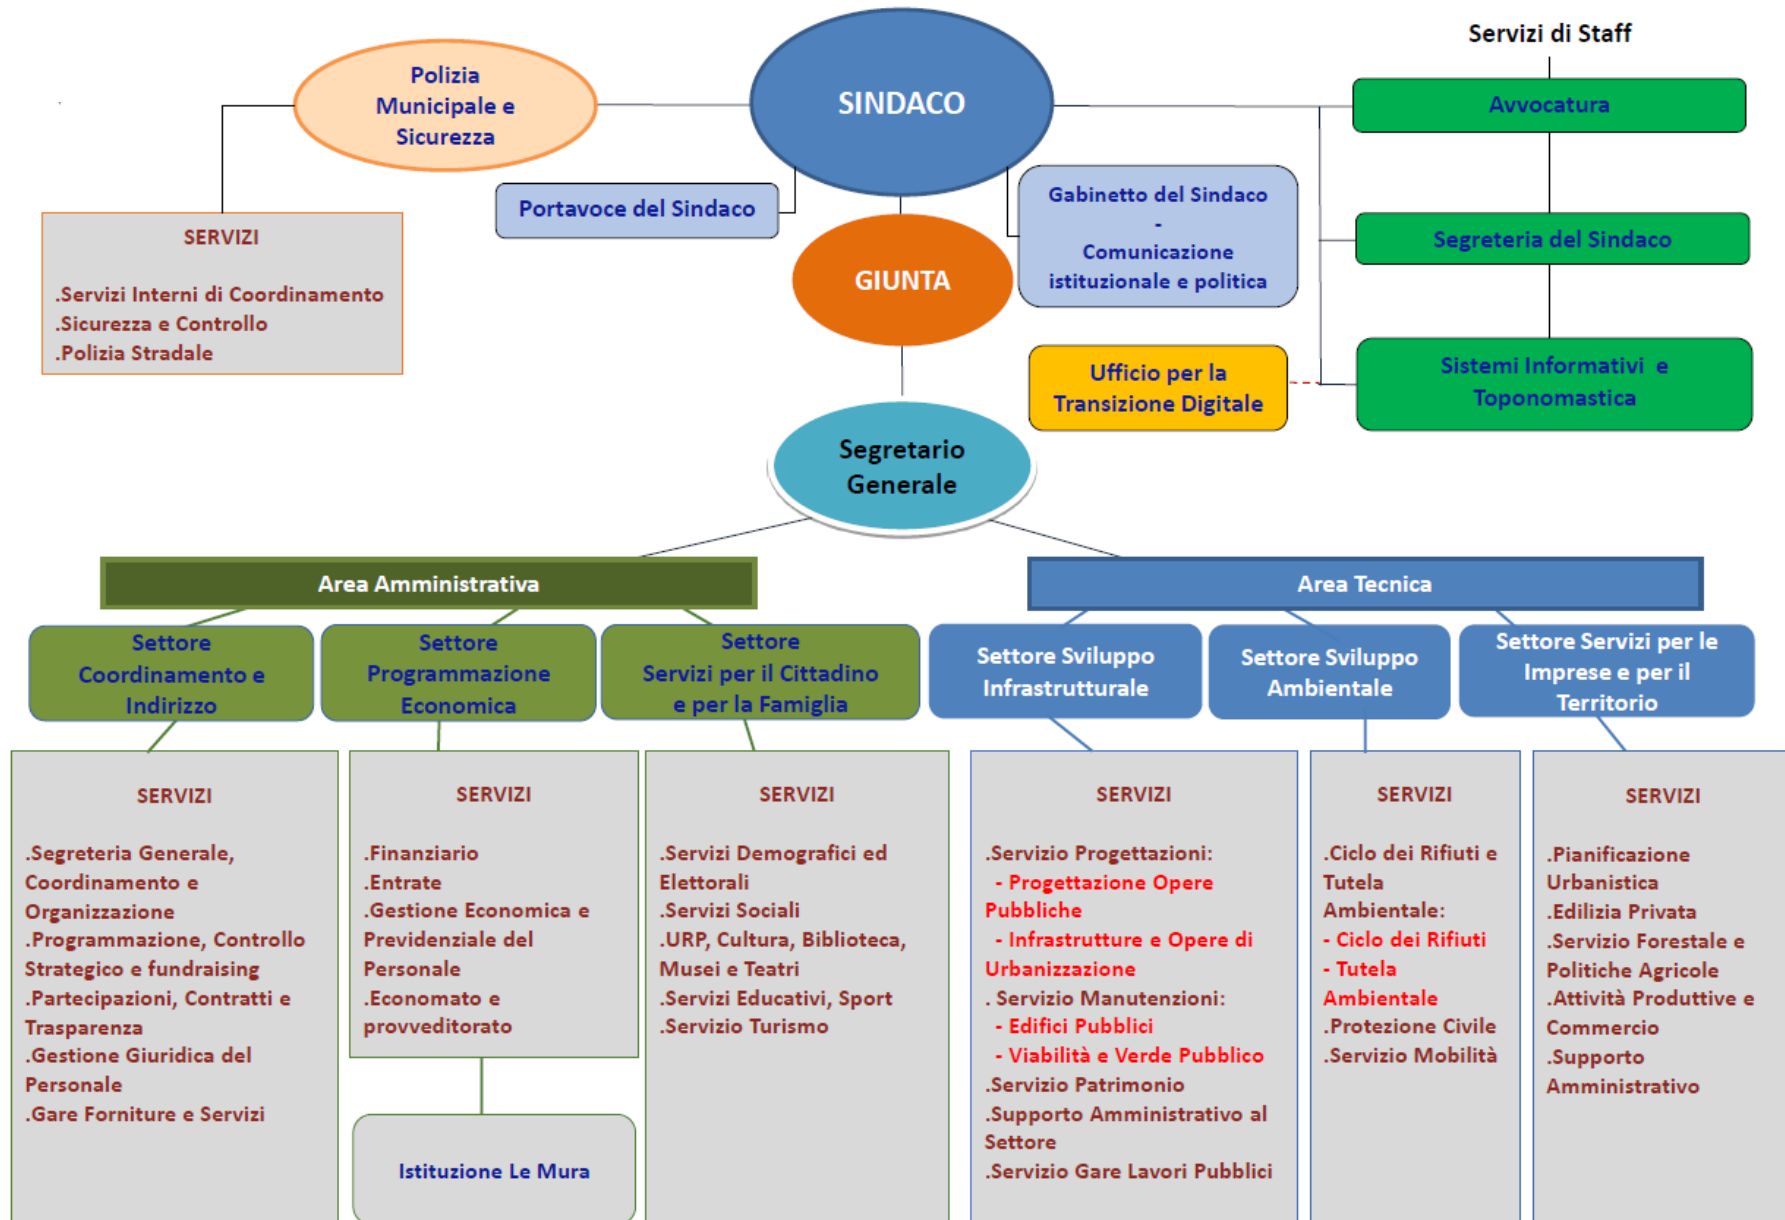 Servizi di Staff
Polizia
Municipale e
Sicurezza
SINDACO
Avvocatura
Portavoce del Sindaco
Gabinetto del Sindaco
-
Comunicazione
istituzionale e politica
Segreteria del Sindaco
SERVIZI
.Servizi Interni di Coordinamento
.Sicurezza e Controllo
.Polizia Stradale
GIUNTA
Ufficio per la
Transizione Digitale
Sistemi Informativi e
Toponomastica
Segretario
Generale
Area Amministrativa
Area Tecnica
Settore
Coordinamento e
Indirizzo
Settore
Programmazione
Economica
Settore
Servizi per il Cittadino
e per la Famiglia
Settore Sviluppo
Infrastrutturale
Settore Sviluppo
Ambientale
Settore Servizi per le
Imprese e per il
Territorio
SERVIZI
.Segreteria Generale,
Coordinamento e
Organizzazione
.Programmazione, Controllo
Strategico e fundraising
.Partecipazioni, Contratti e
Trasparenza
.Gestione Giuridica del
Personale
.Gare Forniture e Servizi
SERVIZI
.Finanziario
.Entrate
.Gestione Economica e
Previdenziale del
Personale
.Economato e
provveditorato
Istituzione Le Mura
SERVIZI
.Servizi Demografici ed
Elettorali
.Servizi Sociali
.URP, Cultura, Biblioteca,
Musei e Teatri
.Servizi Educativi, Sport
.Servizio Turismo
SERVIZI
.Servizio Progettazioni:
- Progettazione Opere
Pubbliche
- Infrastrutture e Opere di
Urbanizzazione
. Servizio Manutenzioni:
- Edifici Pubblici
- Viabilità e Verde Pubblico
.Servizio Patrimonio
.Supporto Amministrativo al
Settore
.Servizio Gare Lavori Pubblici
SERVIZI
.Ciclo dei Rifiuti e
Tutela
Ambientale:
- Ciclo dei Rifiuti
- Tutela
Ambientale
.Protezione Civile
.Servizio Mobilità
SERVIZI
.Pianificazione
Urbanistica
.Edilizia Privata
.Servizio Forestale e
Politiche Agricole
.Attività Produttive e
Commercio
.Supporto
Amministrativo